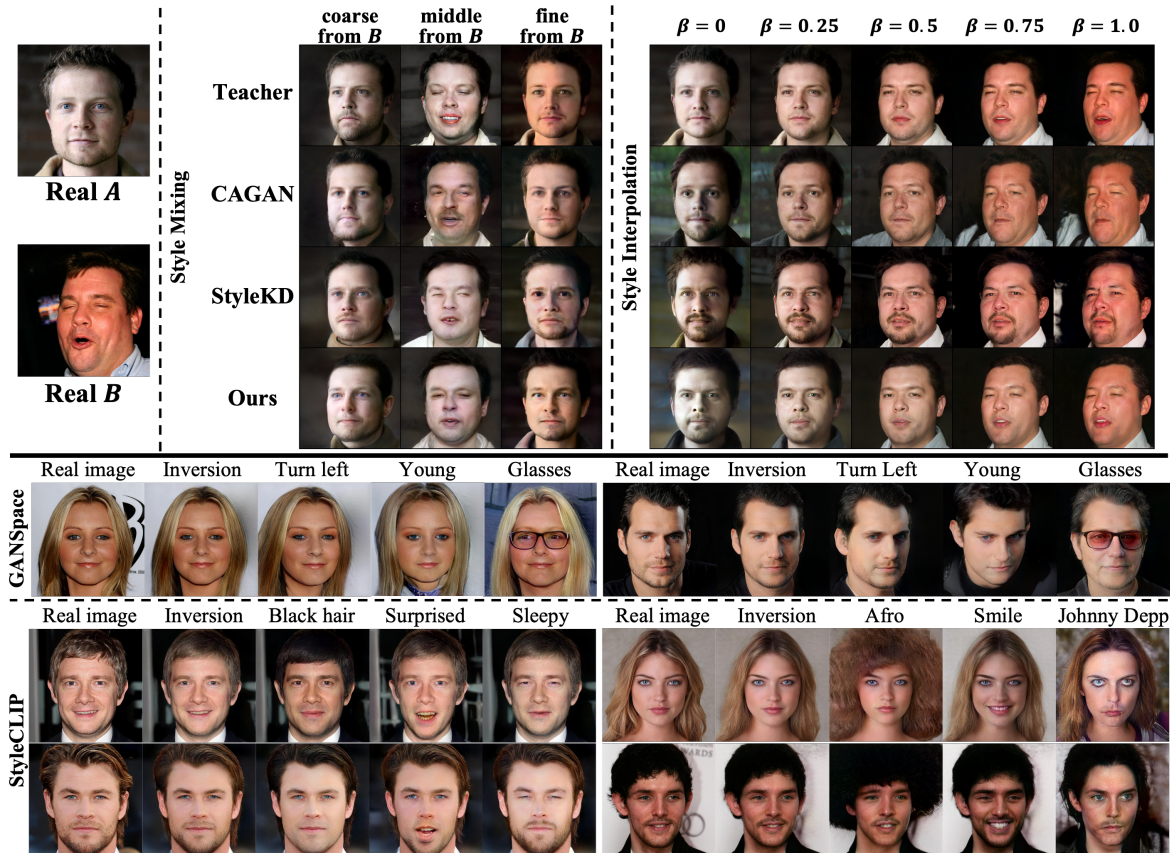 coarse from B
middle from B
fine from B
β = 0
β = 0.25
β = 0.5
β = 0.75
β = 1.0
Real A
Real B
Style Mixing
Teacher
CAGAN
StyleKD
Ours
Style Interpolation
GANSpace
Real image
Inversion
Turn left
Young
Glasses
Real image
Inversion
Turn Left
Young
Glasses
StyleCLIP
Real image
Inversion
Black hair
Surprised
Sleepy
Real image
Inversion
Afro
Smile
Johnny Depp